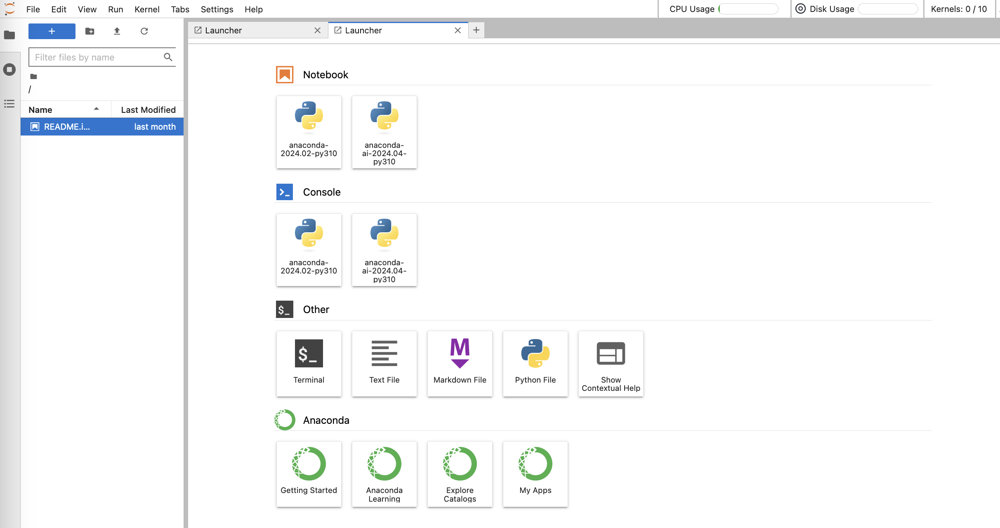 File Edit View Run Kernel Tabs Settings Help
CPU Usage
Disk Usage
Kernels: 0 / 10
+
Filter files by name
/
Name Last Modified
README.i... last month
Launcher
Launcher
+
Notebook
anaconda-
2024.02-py310
anaconda-
ai-2024.04-
py310
Console
anaconda-
2024.02-py310
anaconda-
ai-2024.04-
py310
$_ Other
$_
Terminal
Text File
M
Markdown File
Python File
Show
Contextual Help
Anaconda
Getting Started
Anaconda
Learning
Explore
Catalogs
My Apps